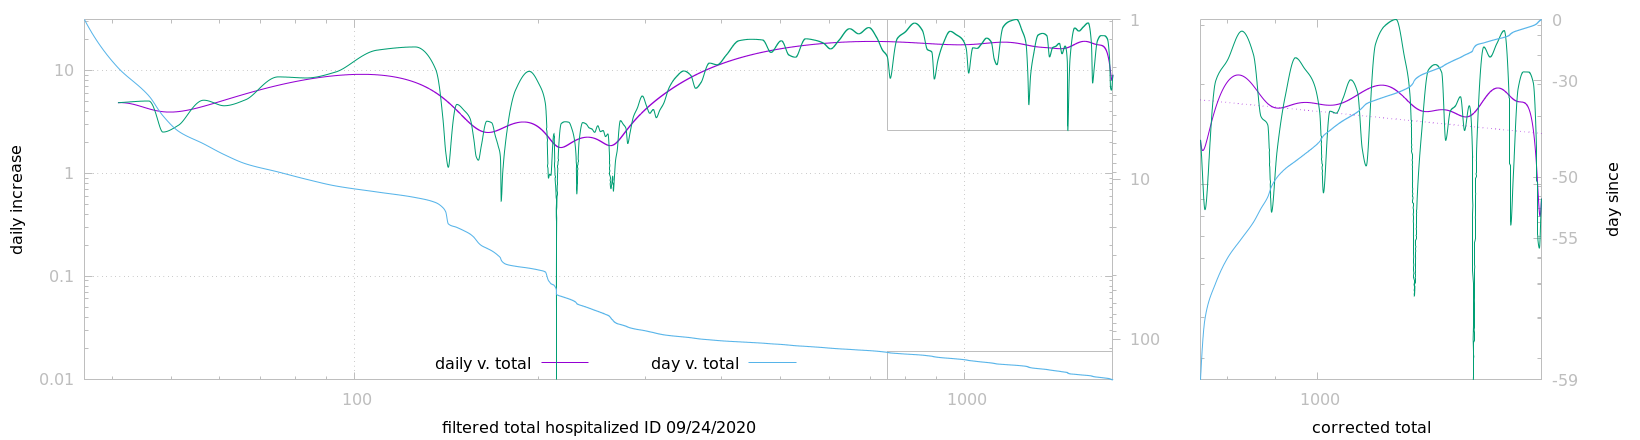 daily increase
10
1
0.1
0.01
100
1000
1
10
100
daily v. total
day v. total
filtered total hospitalized ID 09/24/2020
0
-30
-50
-55
-59
day since
1000
corrected total